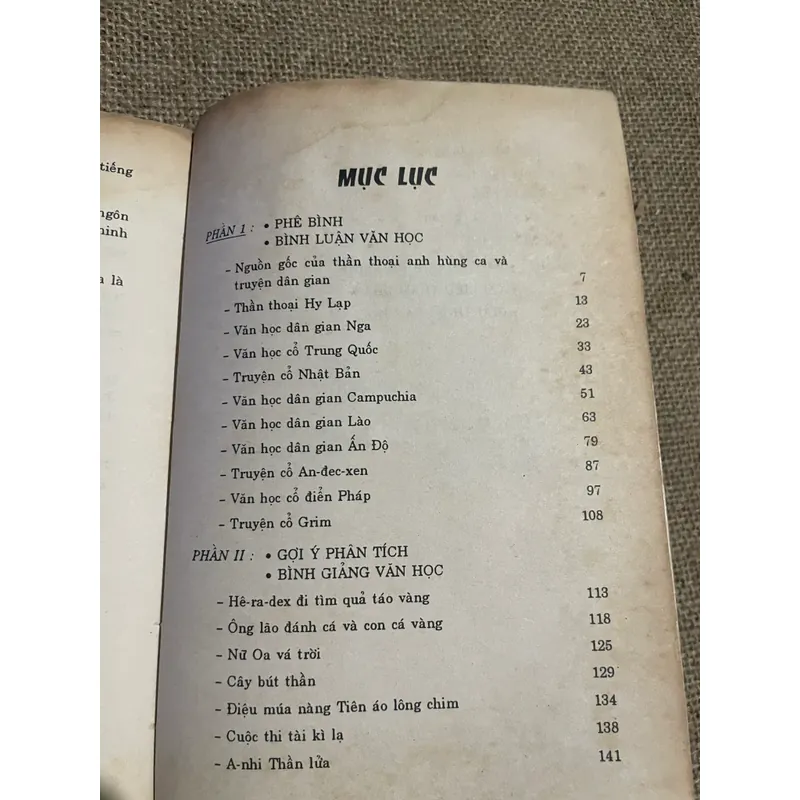 tiếng
ngôn
a là
MỤC LỤC
PHẦN 1 : • PHÊ BÌNH
• BÌNH LUẬN VĂN HỌC
- Nguồn gốc của thần thoại anh hùng ca và
truyện dân gian 7
- Thần thoại Hy Lạp 13
- Văn học dân gian Nga 23
- Văn học cổ Trung Quốc 33
- Truyện cổ Nhật Bản 43
- Văn học dân gian Campuchia 51
- Văn học dân gian Lào 63
- Văn học dân gian Ấn Độ 79
- Truyện cổ An-đec-xen 87
- Văn học cổ điển Pháp 97
- Truyện cổ Grim 108
PHẦN II : • GỢI Ý PHÂN TÍCH
• BÌNH GIẢNG VĂN HỌC
- Hê-ra-dex đi tìm quả táo vàng 113
- Ông lão đánh cá và con cá vàng 118
- Nữ Oa vá trời 125
- Cây bút thần 129
- Điệu múa nàng Tiên áo lông chim 134
- Cuộc thi tài kì lạ 138
- A-nhi Thần lửa 141